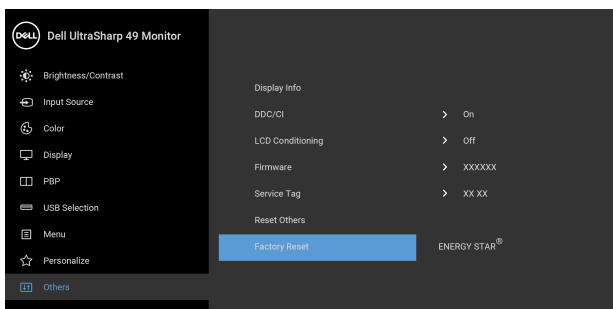 DELL Dell UltraSharp 49 Monitor
Brightness/Contrast
Input Source
Color
Display
PBP
USB Selection
Menu
Personalize
Others
Display Info
DDC/CI > On
LCD Conditioning > Off
Firmware > XXXXXX
Service Tag > XX XX
Reset Others
Factory Reset ENERGY STAR®